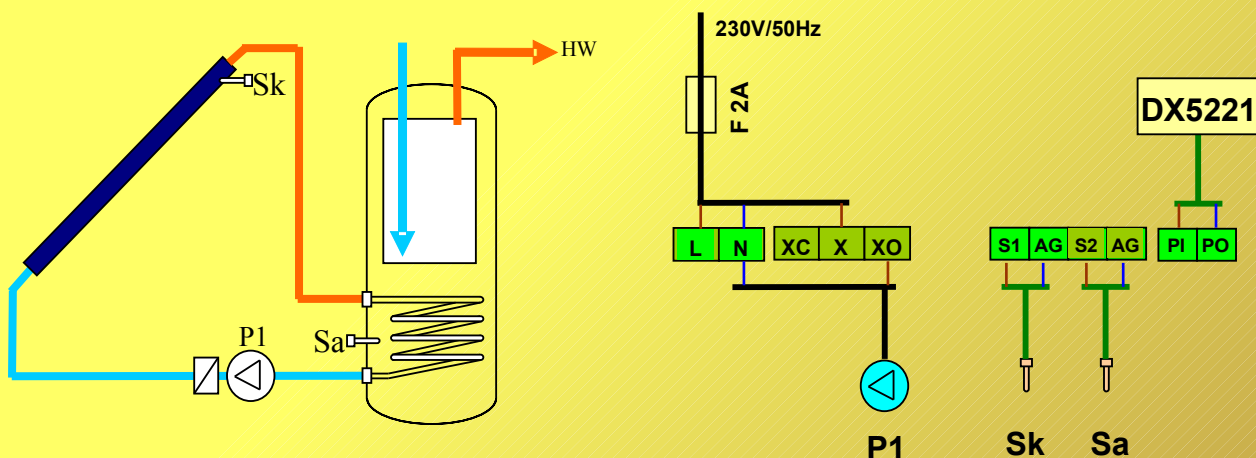 HW
Sk
Sa
P1
230V/50Hz
F 2A
L N XC X XO
P1
DX5221
S1 AG S2 AG PI PO
Sk Sa